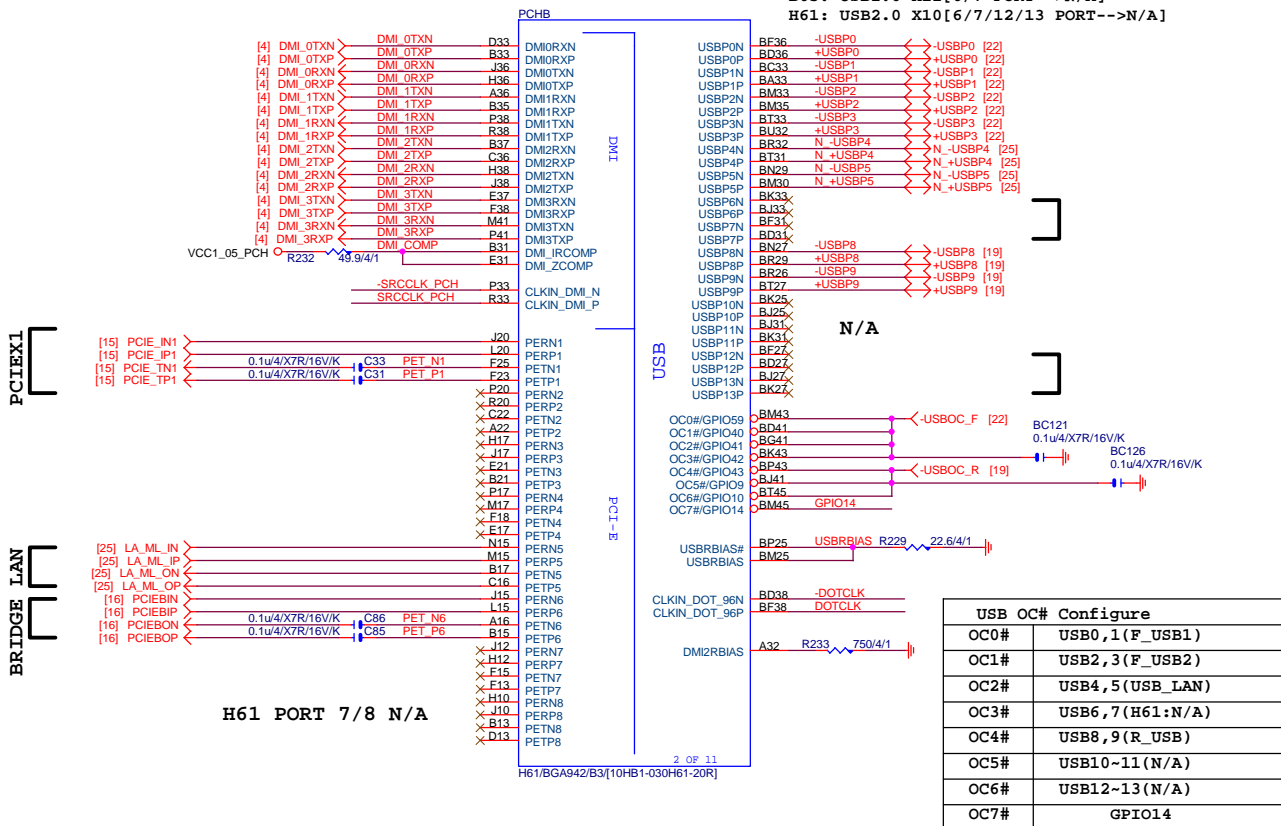 H61: USB2.0 X10[6/7/12/13 PORT-->N/A]
PCHB
[4] DMI_0TXN DMI_0TXN D33 DMI0RXN
[4] DMI_0TXP DMI_0TXP B33 DMI0RXP
[4] DMI_0RXN DMI_0RXN J36 DMI0TXN
[4] DMI_0RXP DMI_0RXP H36 DMI0TXP
[4] DMI_1TXN DMI_1TXN A36 DMI1RXN
[4] DMI_1TXP DMI_1TXP B35 DMI1RXP
[4] DMI_1RXN DMI_1RXN P38 DMI1TXN
[4] DMI_1RXP DMI_1RXP R38 DMI1TXP
[4] DMI_2TXN DMI_2TXN B37 DMI2RXN
[4] DMI_2TXP DMI_2TXP C36 DMI2RXP
[4] DMI_2RXN DMI_2RXN H38 DMI2TXN
[4] DMI_2RXP DMI_2RXP J38 DMI2TXP
[4] DMI_3TXN DMI_3TXN E37 DMI3RXN
[4] DMI_3TXP DMI_3TXP F38 DMI3RXP
[4] DMI_3RXN DMI_3RXN M41 DMI3TXN
[4] DMI_3RXP DMI_3RXP P41 DMI3TXP
VCC1_05_PCH R232 49.9/4/1 DMI_COMP B31 DMI_IRCOMP
E31 DMI_ZCOMP
-SRCCLK_PCH P33 CLKIN_DMI_N
SRCCLK_PCH R33 CLKIN_DMI_P
DMI
PCIEX1
[15] PCIE_IN1 J20 PERN1
[15] PCIE_IP1 L20 PERP1
[15] PCIE_TN1 0.1u/4/X7R/16V/K C33 PET_N1 F25 PETN1
[15] PCIE_TP1 0.1u/4/X7R/16V/K C31 PET_P1 F23 PETP1
P20 PERN2
R20 PERP2
C22 PETN2
A22 PETP2
H17 PERN3
J17 PERP3
E21 PETN3
B21 PETP3
P17 PERN4
M17 PERP4
F18 PETN4
E17 PETP4
PCI-E
LAN
[25] LA_ML_IN N15 PERN5
[25] LA_ML_IP M15 PERP5
[25] LA_ML_ON B17 PETN5
[25] LA_ML_OP C16 PETP5
BRIDGE
[16] PCIEBIN J15 PERN6
[16] PCIEBIP L15 PERP6
[16] PCIEBON 0.1u/4/X7R/16V/K C86 PET_N6 A16 PETN6
[16] PCIEBOP 0.1u/4/X7R/16V/K C85 PET_P6 B15 PETP6
J12 PERN7
H12 PERP7
F15 PETN7
F13 PETP7
H10 PERN8
J10 PERP8
B13 PETN8
D13 PETP8
H61 PORT 7/8 N/A
2 OF 11
H61/BGA942/B3/[10HB1-030H61-20R]
USB
USBP0N BF36 -USBP0 -USBP0 [22]
USBP0P BD36 +USBP0 +USBP0 [22]
USBP1N BC33 -USBP1 -USBP1 [22]
USBP1P BA33 +USBP1 +USBP1 [22]
USBP2N BM33 -USBP2 -USBP2 [22]
USBP2P BM35 +USBP2 +USBP2 [22]
USBP3N BT33 -USBP3 -USBP3 [22]
USBP3P BU32 +USBP3 +USBP3 [22]
USBP4N BR32 N_-USBP4 N_-USBP4 [25]
USBP4P BT31 N_+USBP4 N_+USBP4 [25]
USBP5N BN29 N_-USBP5 N_-USBP5 [25]
USBP5P BM30 N_+USBP5 N_+USBP5 [25]
USBP6N BK33
USBP6P BJ33
USBP7N BF31
USBP7P BD31
USBP8N BN27 -USBP8 -USBP8 [19]
USBP8P BR29 +USBP8 +USBP8 [19]
USBP9N BR26 -USBP9 -USBP9 [19]
USBP9P BT27 +USBP9 +USBP9 [19]
USBP10N BK25
USBP10P BJ25
USBP11N BJ31
USBP11P BK31
USBP12N BF27
USBP12P BD27
USBP13N BJ27
USBP13P BK27
N/A
OC0#/GPIO59 BM43 -USBOC_F [22]
OC1#/GPIO40 BD41
OC2#/GPIO41 BG41
OC3#/GPIO42 BK43
BC121
0.1u/4/X7R/16V/K
OC4#/GPIO43 BP43 -USBOC_R [19]
OC5#/GPIO9 BJ41
OC6#/GPIO10 BT45
OC7#/GPIO14 BM45 GPIO14
BC126
0.1u/4/X7R/16V/K
USBRBIAS# BP25 USBRBIAS R229 22.6/4/1
USBRBIAS BM25
CLKIN_DOT_96N BD38 -DOTCLK
CLKIN_DOT_96P BF38 DOTCLK
DMI2RBIAS A32 R233 750/4/1
USB OC# Configure
OC0# USB0,1(F_USB1)
OC1# USB2,3(F_USB2)
OC2# USB4,5(USB_LAN)
OC3# USB6,7(H61:N/A)
OC4# USB8,9(R_USB)
OC5# USB10~11(N/A)
OC6# USB12~13(N/A)
OC7# GPIO14